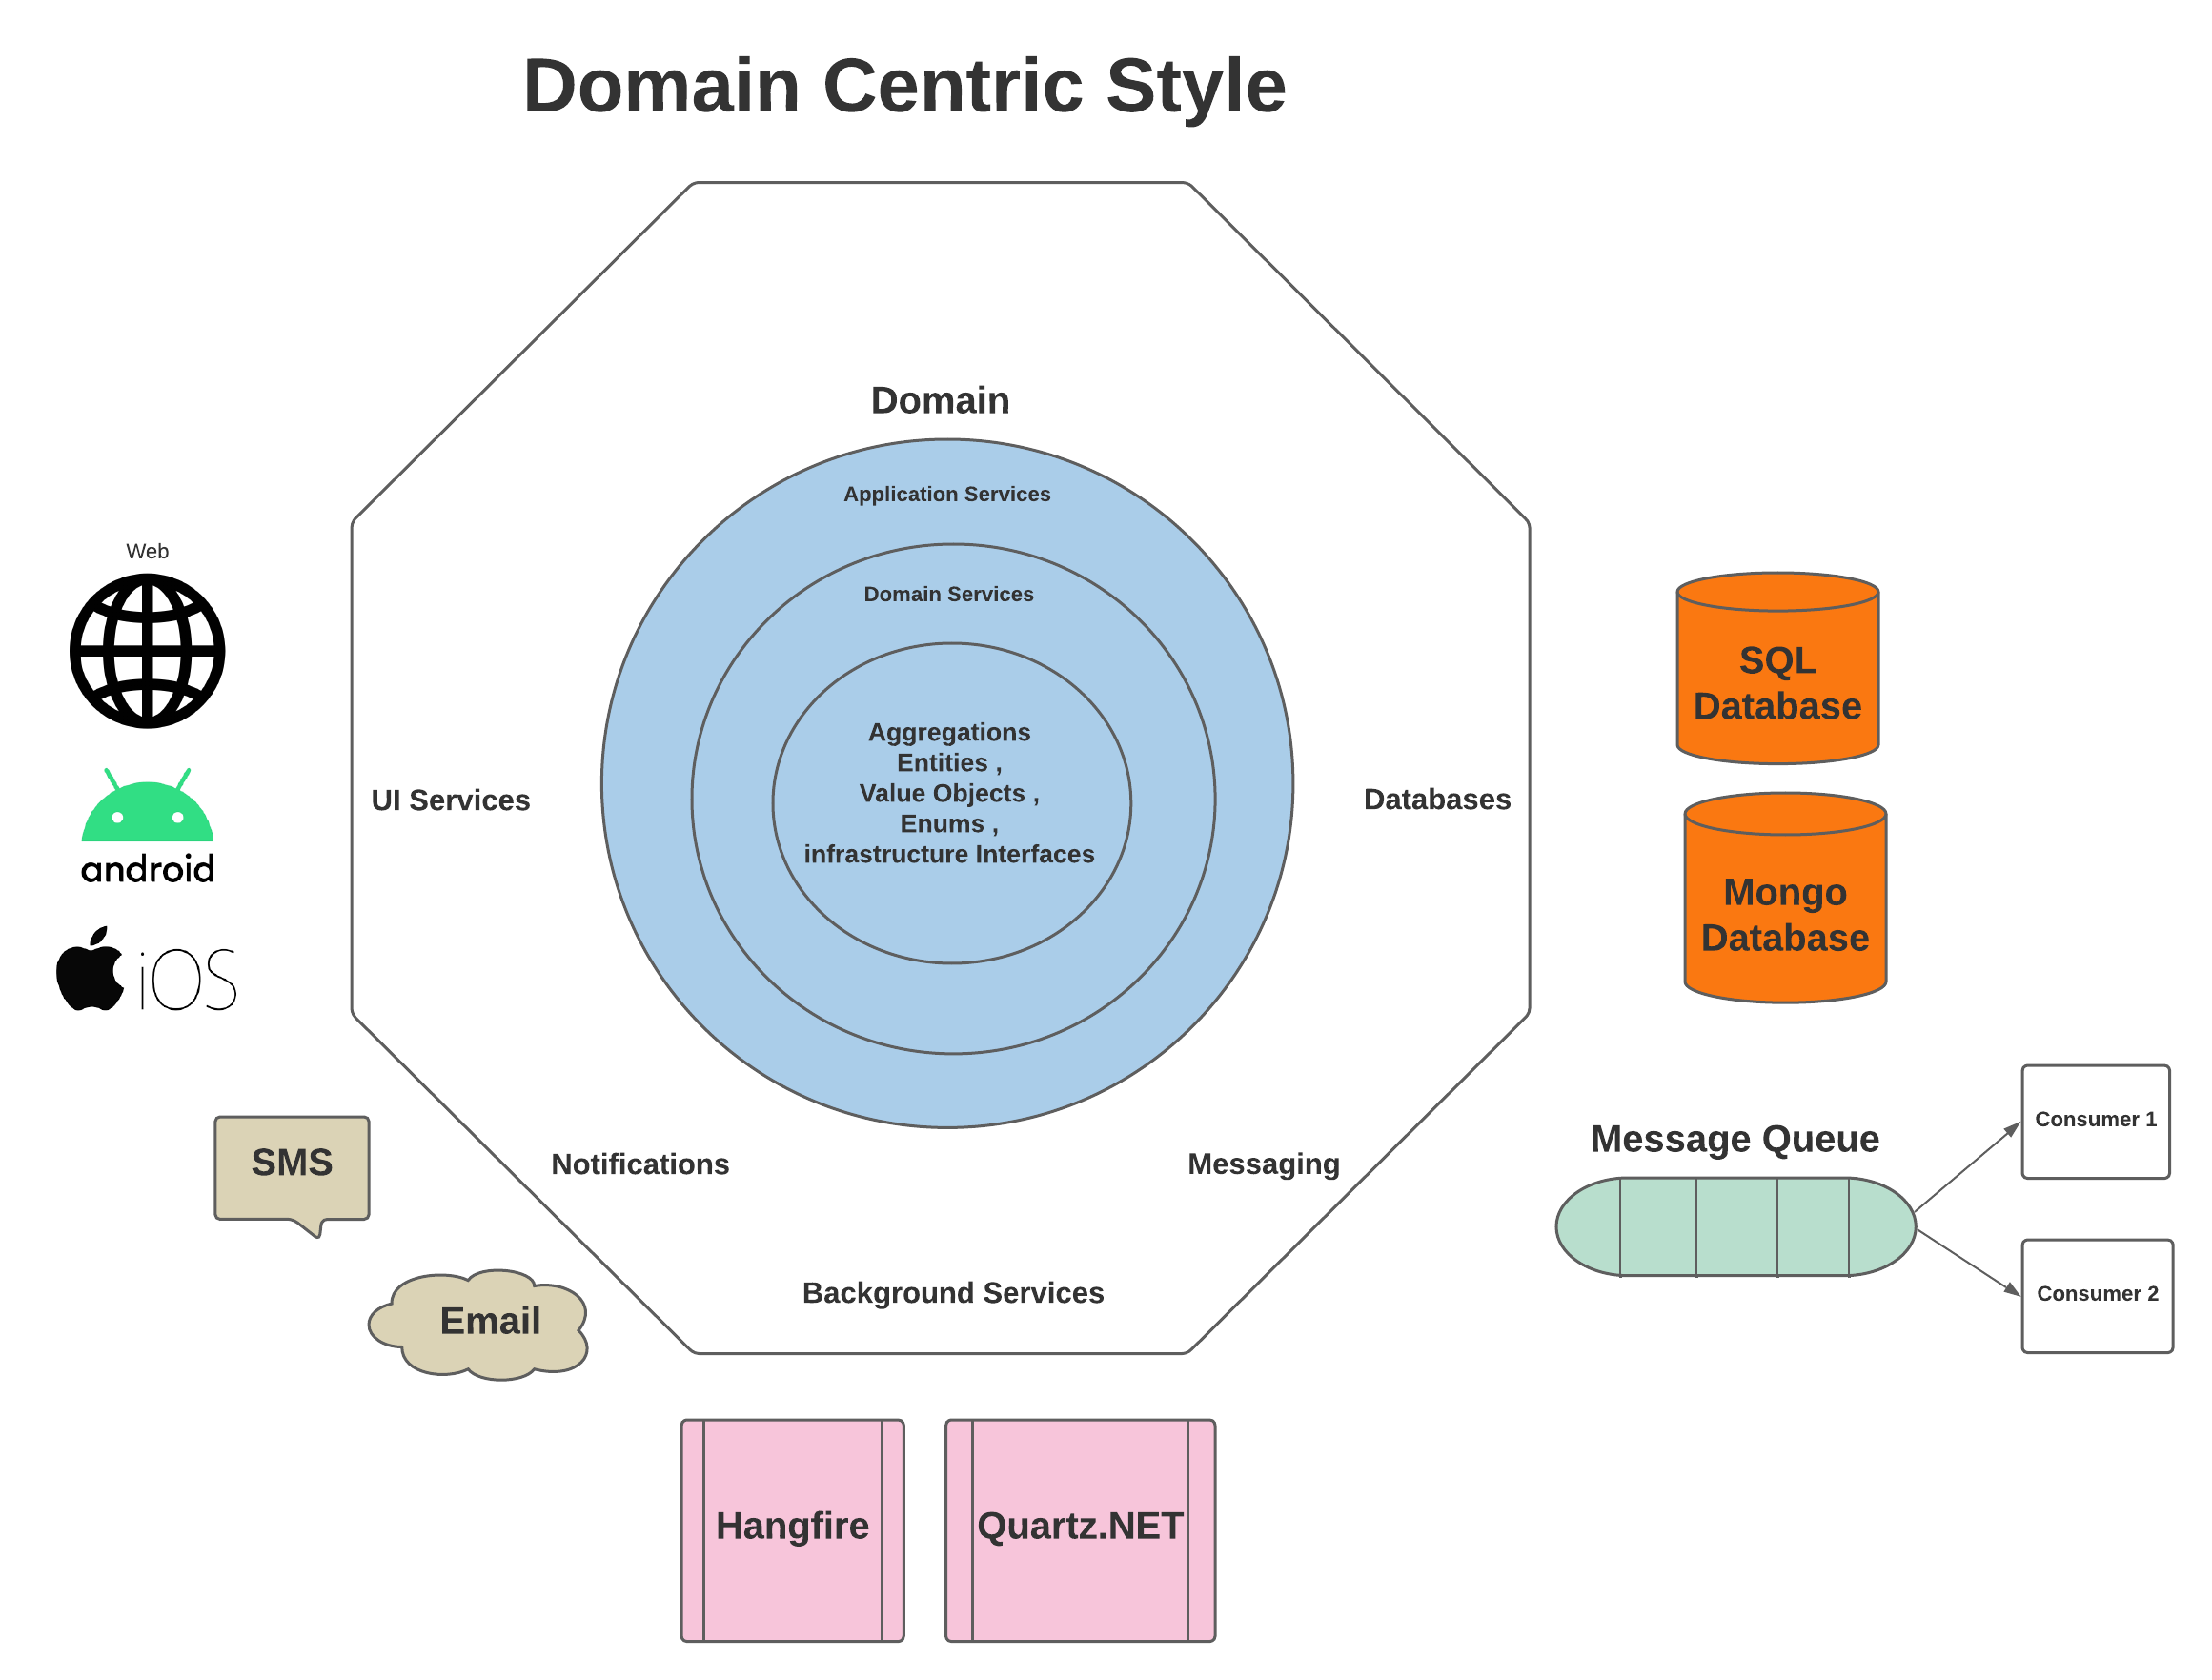 Domain Centric Style
Domain
Application Services
Domain Services
Aggregations
Entities ,
Value Objects ,
Enums ,
infrastructure Interfaces
Web
android
iOS
UI Services
Databases
SQL
Database
Mongo
Database
SMS
Email
Notifications
Messaging
Background Services
Message Queue
Consumer 1
Consumer 2
Hangfire
Quartz.NET